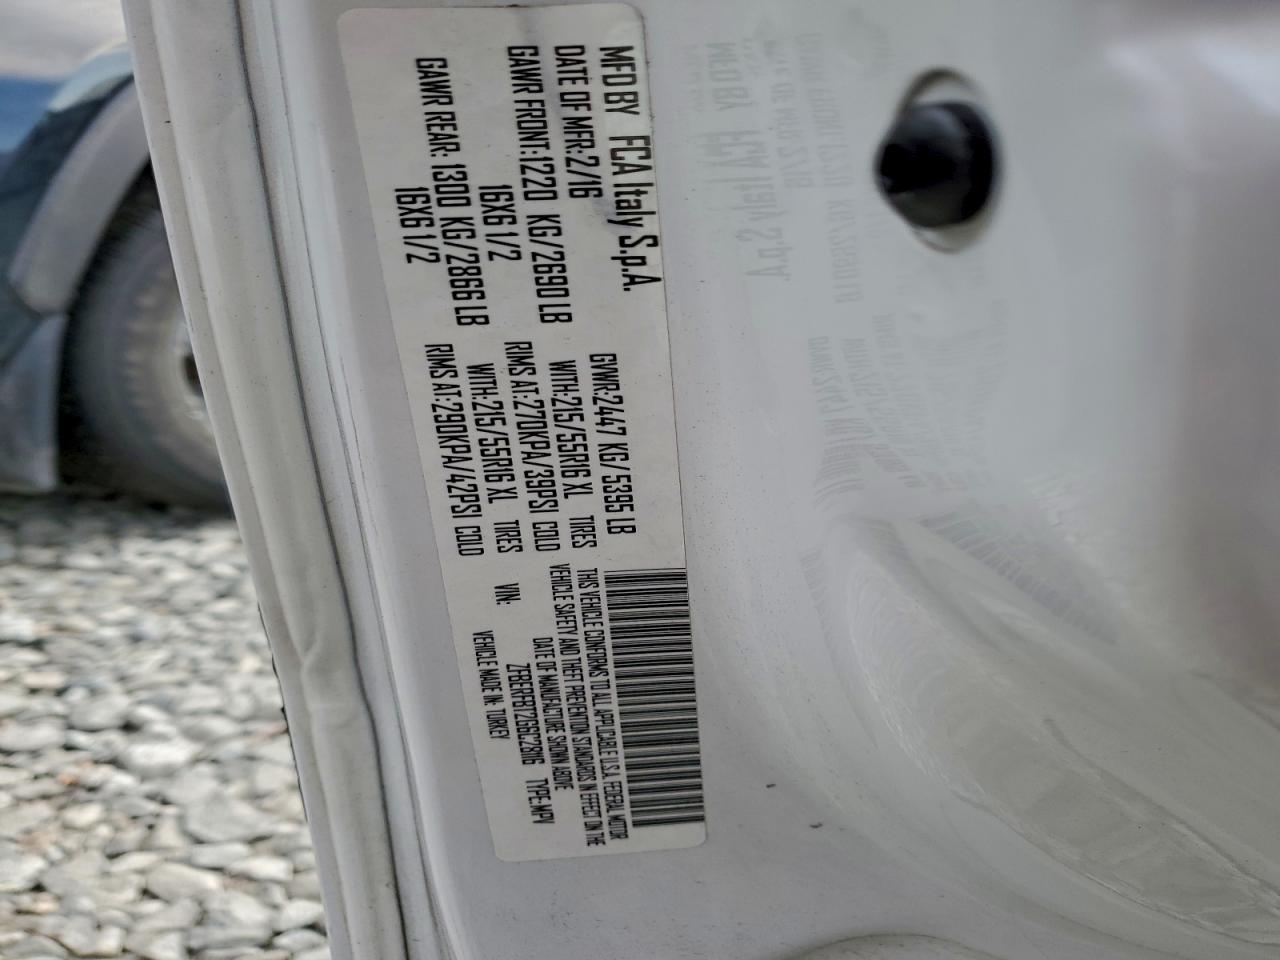 MFD BY FCA Italy S.p.A.
DATE OF MFR:2/16 GVWR:2447 KG/5395 LB
GAWR FRONT:1220 KG/2690 LB WITH:215/55R16 XL TIRES
16X6 1/2 RIMS AT:270KPA/39PSI COLD
GAWR REAR: 1300 KG/2866 LB WITH:215/55R16 XL TIRES
16X6 1/2 RIMS AT:290KPA/42PSI COLD
THIS VEHICLE CONFORMS TO ALL APPLICABLE U.S.A. FEDERAL MOTOR
VEHICLE SAFETY AND THEFT PREVENTION STANDARDS IN EFFECT ON THE
DATE OF MANUFACTURE SHOWN ABOVE
VIN: ZFBERFBT2G6C28116 TYPE:MPV
VEHICLE MADE IN: TURKEY